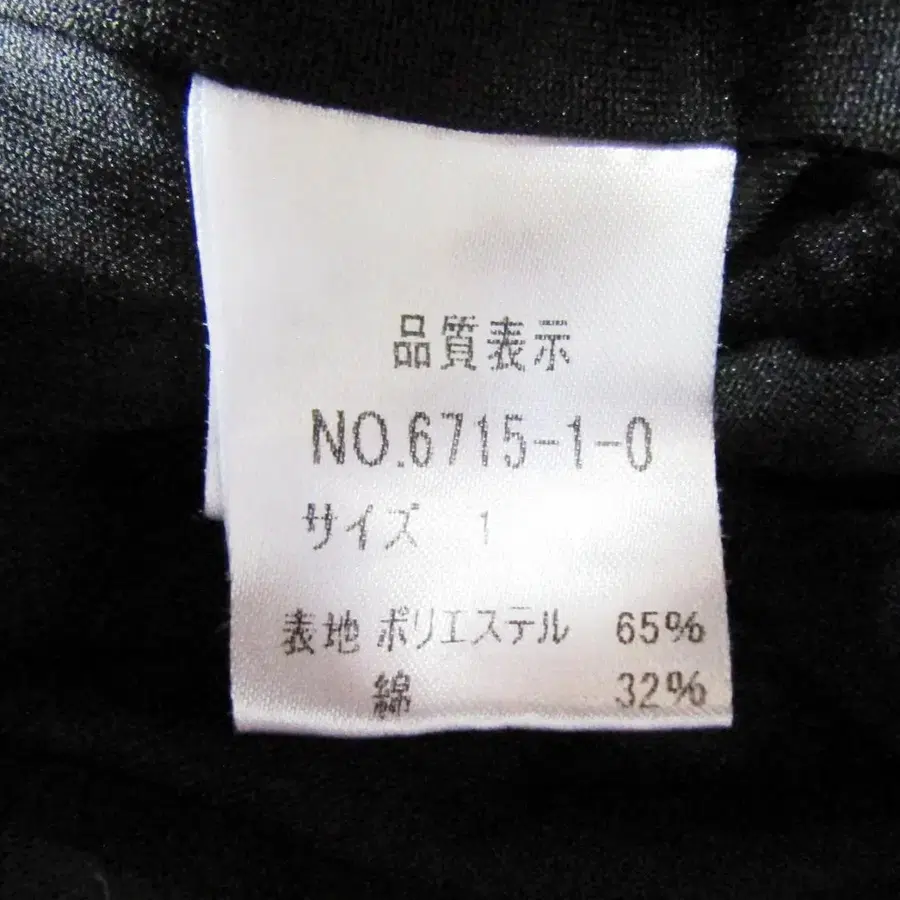 品質表示
NO.6715-1-0
サイズ 1
表地 ポリエステル 65%
綿 32%